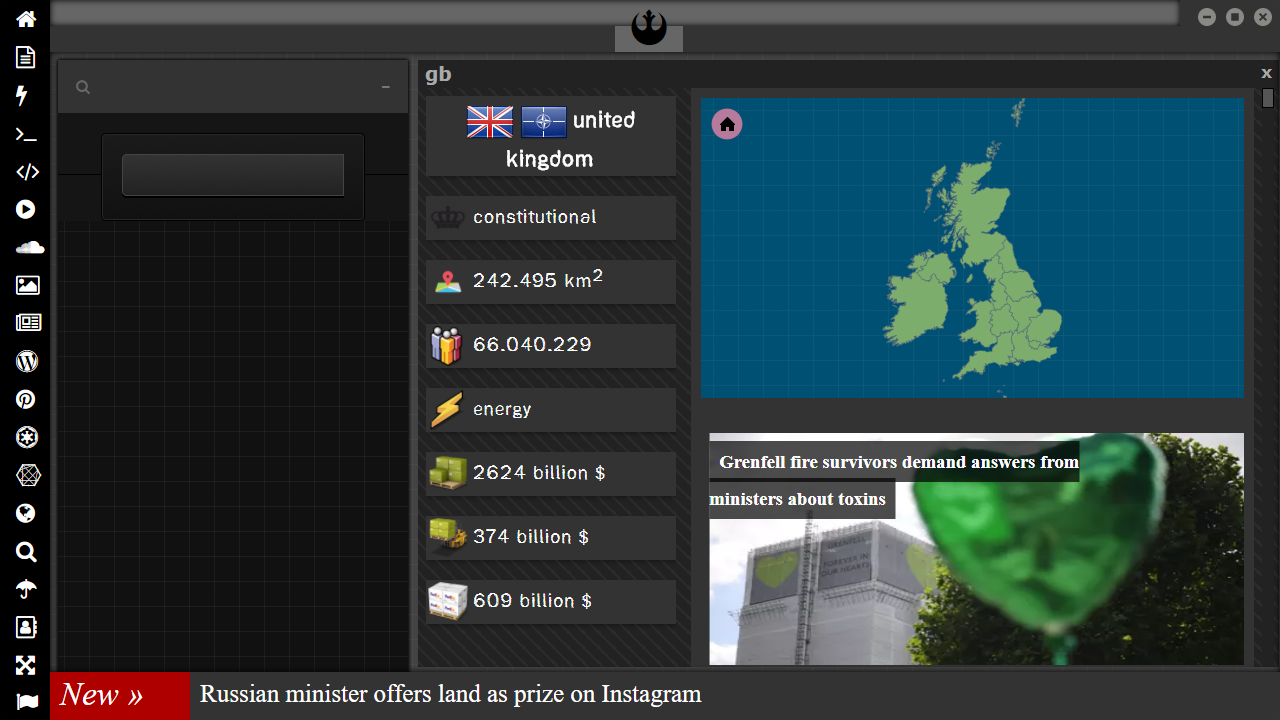 gb
x
united
kingdom
constitutional
242.495 km2
66.040.229
energy
2624 billion $
374 billion $
609 billion $
Grenfell fire survivors demand answers from
ministers about toxins
GRENFELL
FOREVER IN
OUR HEARTS
New »
Russian minister offers land as prize on Instagram